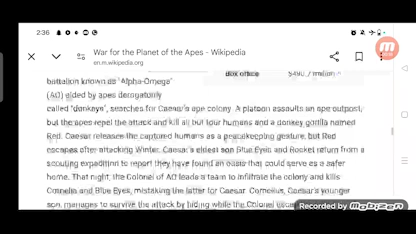 2:36
War for the Planet of the Apes - Wikipedia
en.m.wikipedia.org
battalion known as "Alpha-Omega"
Box office $490.7 million
(AO) aided by apes derogatorily
called "donkeys", searches for Caesar's ape colony. A platoon assaults an ape outpost,
but the apes repel the attack and kill all but four humans and a donkey gorilla named
Red. Caesar releases the captured humans as a peacekeeping gesture, but Red
escapes after attacking Winter. Caesar's eldest son Blue Eyes and Rocket return from a
scouting expedition to report they have found an oasis that could serve as a safer
home. That night, the Colonel of AO leads a team to infiltrate the colony and kills
Cornelia and Blue Eyes, mistaking the latter for Caesar. Cornelius, Caesar's younger
son, manages to survive the attack by hiding while the Colonel
Recorded by mobizen